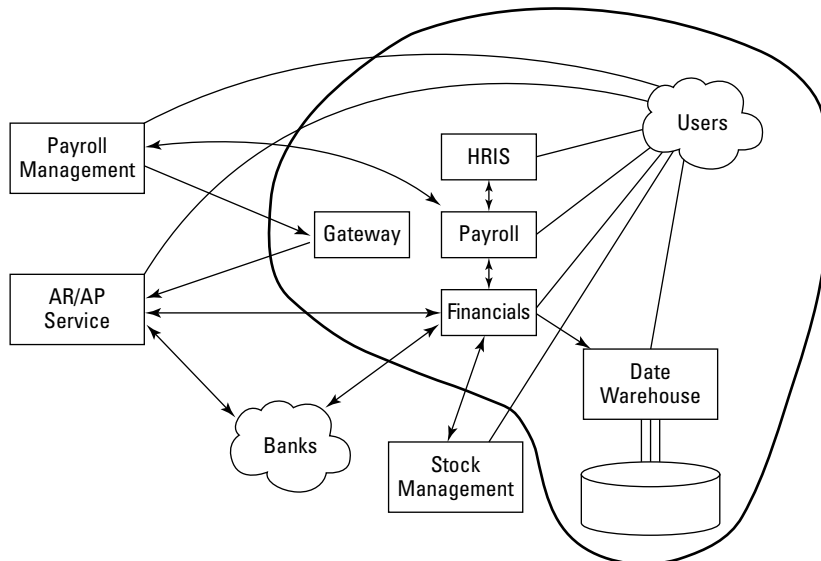 Users
Payroll
Management
HRIS
Gateway
Payroll
AR/AP
Service
Financials
Date
Warehouse
Banks
Stock
Management